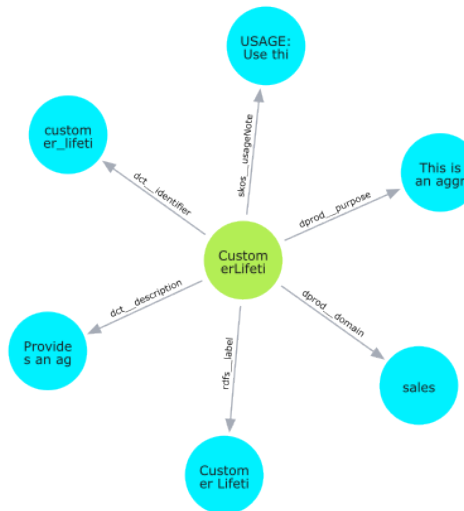 USAGE:
Use thi
skos__usageNote
custom
er_lifeti
dct__identifier
This is
an aggr
dprod__purpose
Custom
erLifeti
dct__description
Provide
s an ag
rdfs__label
dprod__domain
sales
Custom
er Lifeti